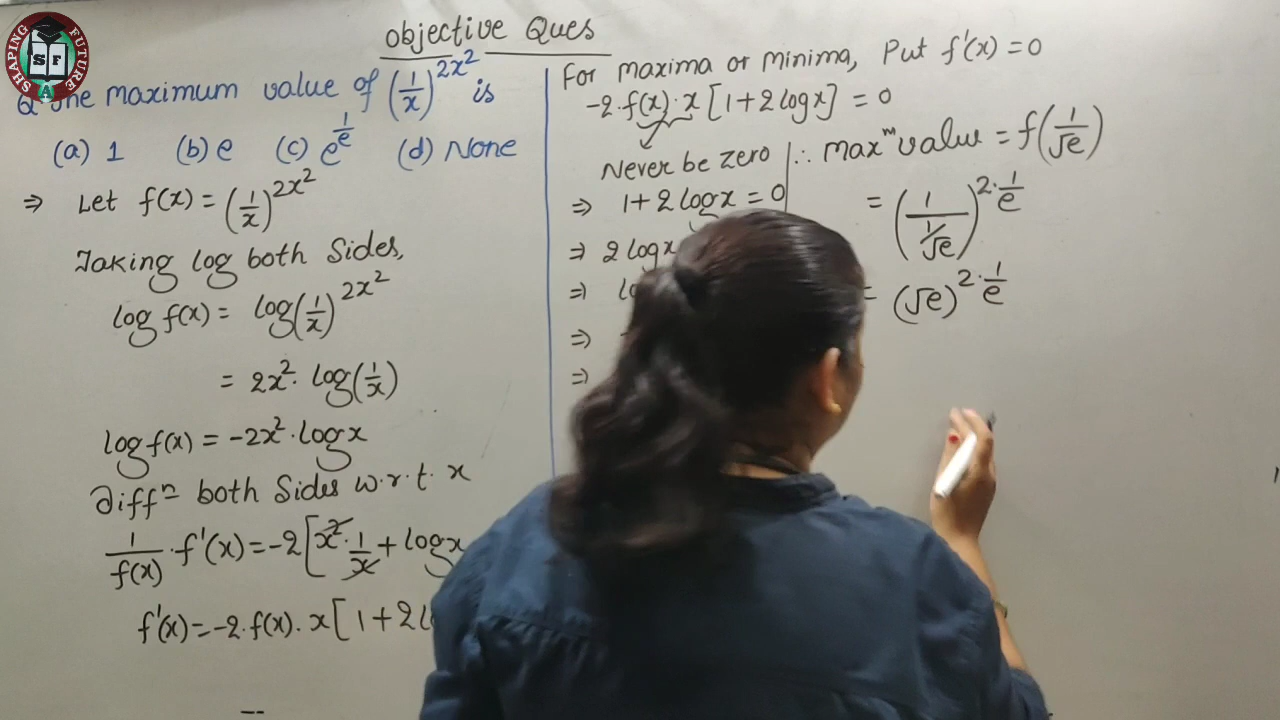 SHAPING FUTURE
SF
objective Ques
Q The maximum value of (1/x)^2x² is
(a) 1 (b) e (c) e^1/e (d) None
⇒ Let f(x) = (1/x)^2x²
Taking log both Sides,
log f(x) = log(1/x)^2x²
= 2x²· log(1/x)
log f(x) = -2x²·log x
Diffⁿ both Sides w.r.t. x
1/f(x) · f'(x) = -2[x²·1/x + log x
f'(x) = -2·f(x)· x[1+2
For maxima or minima, Put f'(x) = 0
-2·f(x)·x [1+2 log x] = 0
Never be zero
⇒ 1+2 log x = 0
⇒ 2 log x
⇒
⇒
⇒
∴ maxᵐ value = f(1/√e)
= (1/(1/√e))^2·1/e
= (√e)^2·1/e